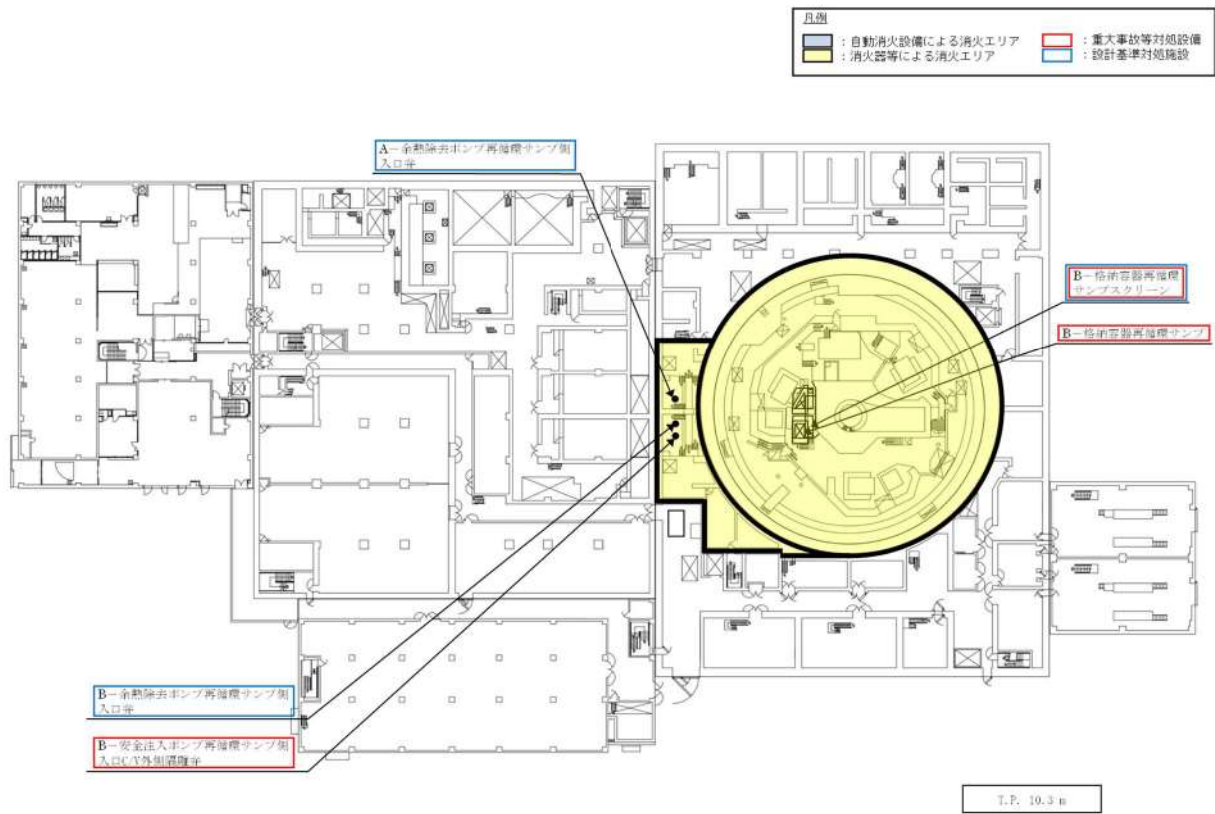 凡例
：自動消火設備による消火エリア
：消火器等による消火エリア
：重大事故等対処設備
：設計基準対処施設
A－余熱除去ポンプ再循環サンプ側
入口弁
B－格納容器再循環
サンプスクリーン
B－格納容器再循環サンプ
B－余熱除去ポンプ再循環サンプ側
入口弁
B－安全注入ポンプ再循環サンプ側
入口C/V外側隔離弁
T.P. 10.3 m